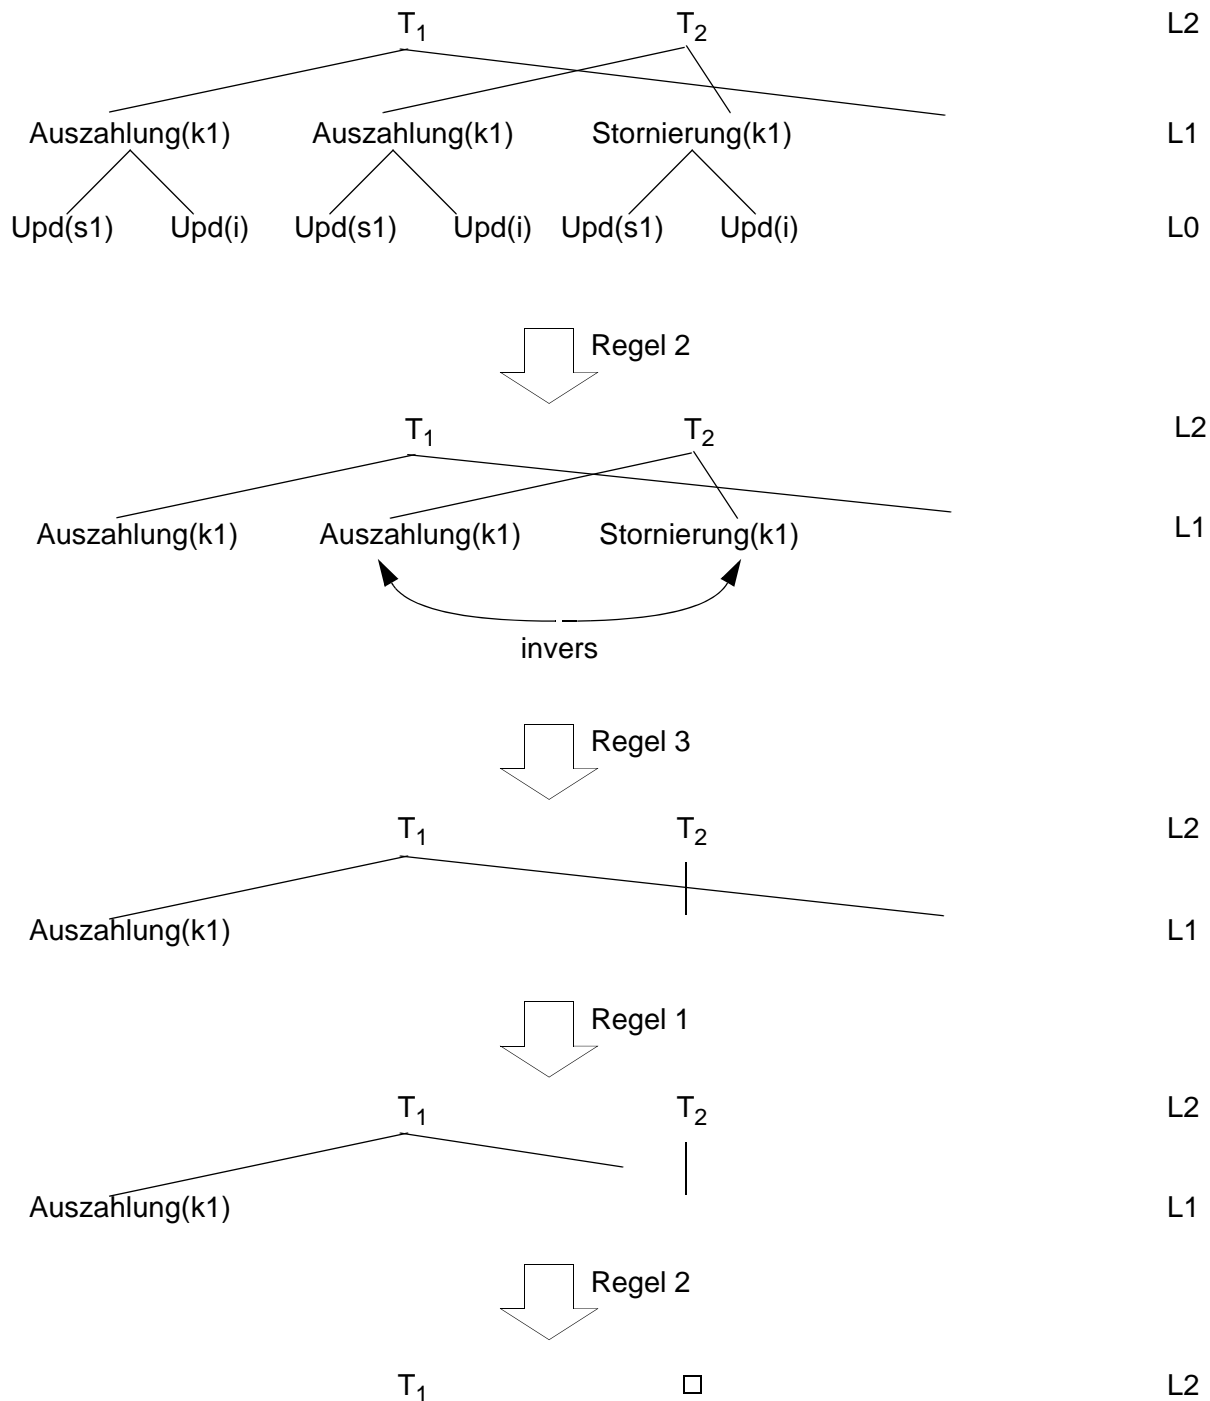 T1 T2 L2
Auszahlung(k1) Auszahlung(k1) Stornierung(k1) L1
Upd(s1) Upd(i) Upd(s1) Upd(i) Upd(s1) Upd(i) L0
Regel 2
T1 T2 L2
Auszahlung(k1) Auszahlung(k1) Stornierung(k1) L1
invers
Regel 3
T1 T2 L2
Auszahlung(k1) L1
Regel 1
T1 T2 L2
Auszahlung(k1) L1
Regel 2
T1 L2